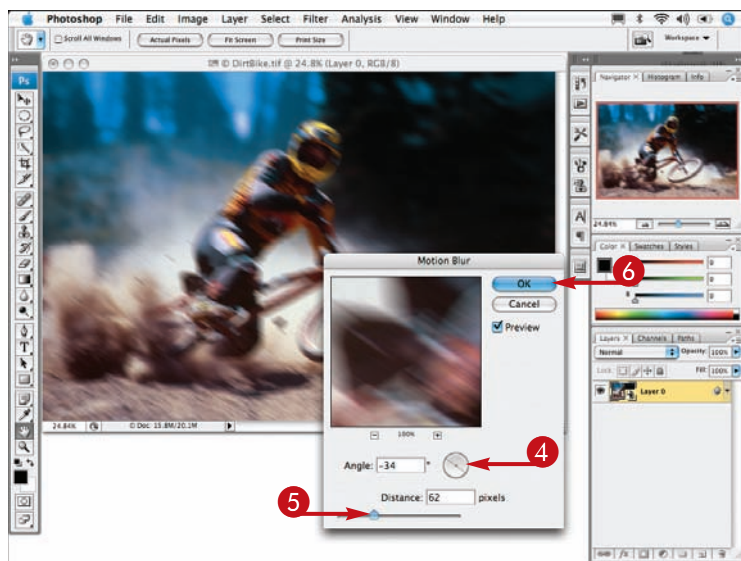 Photoshop File Edit Image Layer Select Filter Analysis View Window Help
Scroll All Windows Actual Pixels Fit Screen Print Size Workspace
© DirtBike.tif @ 24.8% (Layer 0, RGB/8)
Ps
Navigator × Histogram Info
24.84%
Color × Swatches Styles
0
0
B 0
Motion Blur
OK
6
Cancel
Preview
100%
Angle: -34 °
4
Distance: 62 pixels
5
24.84% Doc: 15.8M/20.1M
Layers × Channels Paths
Normal Opacity: 100%
Lock: Fill: 100%
Layer 0
fx